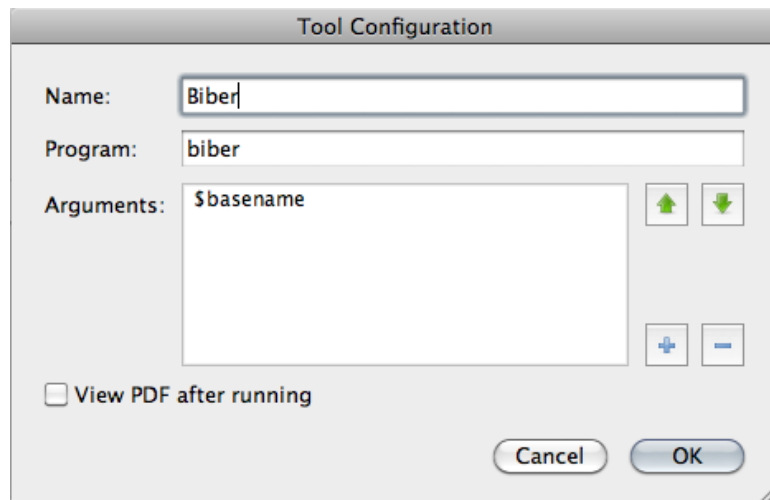 Tool Configuration
Name: Biber
Program: biber
Arguments: $basename
View PDF after running
Cancel OK